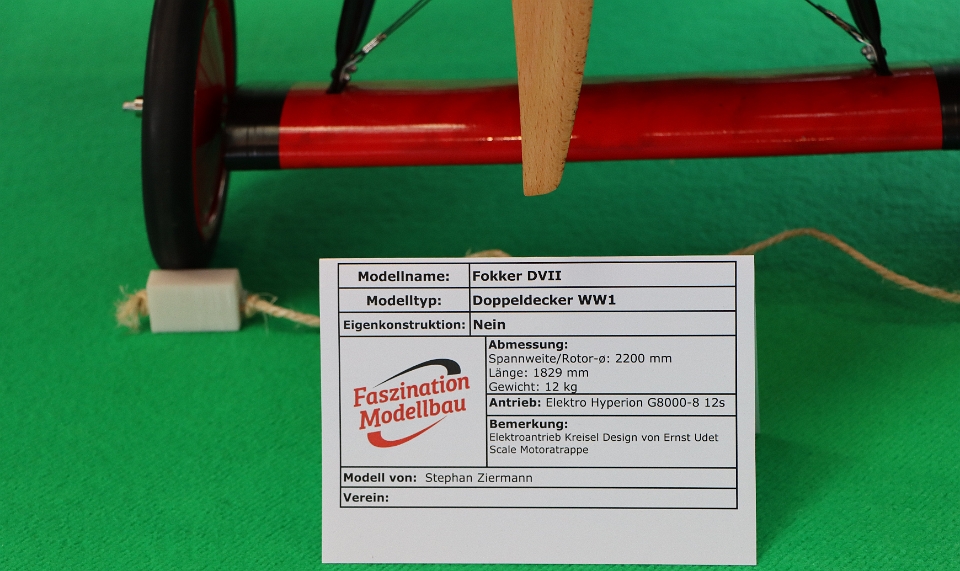 Modellname: Fokker DVII
Modelltyp: Doppeldecker WW1
Eigenkonstruktion: Nein
Faszination
Modellbau
Abmessung:
Spannweite/Rotor-ø: 2200 mm
Länge: 1829 mm
Gewicht: 12 kg
Antrieb: Elektro Hyperion G8000-8 12s
Bemerkung:
Elektroantrieb Kreisel Design von Ernst Udet
Scale Motoratrappe
Modell von: Stephan Ziermann
Verein: